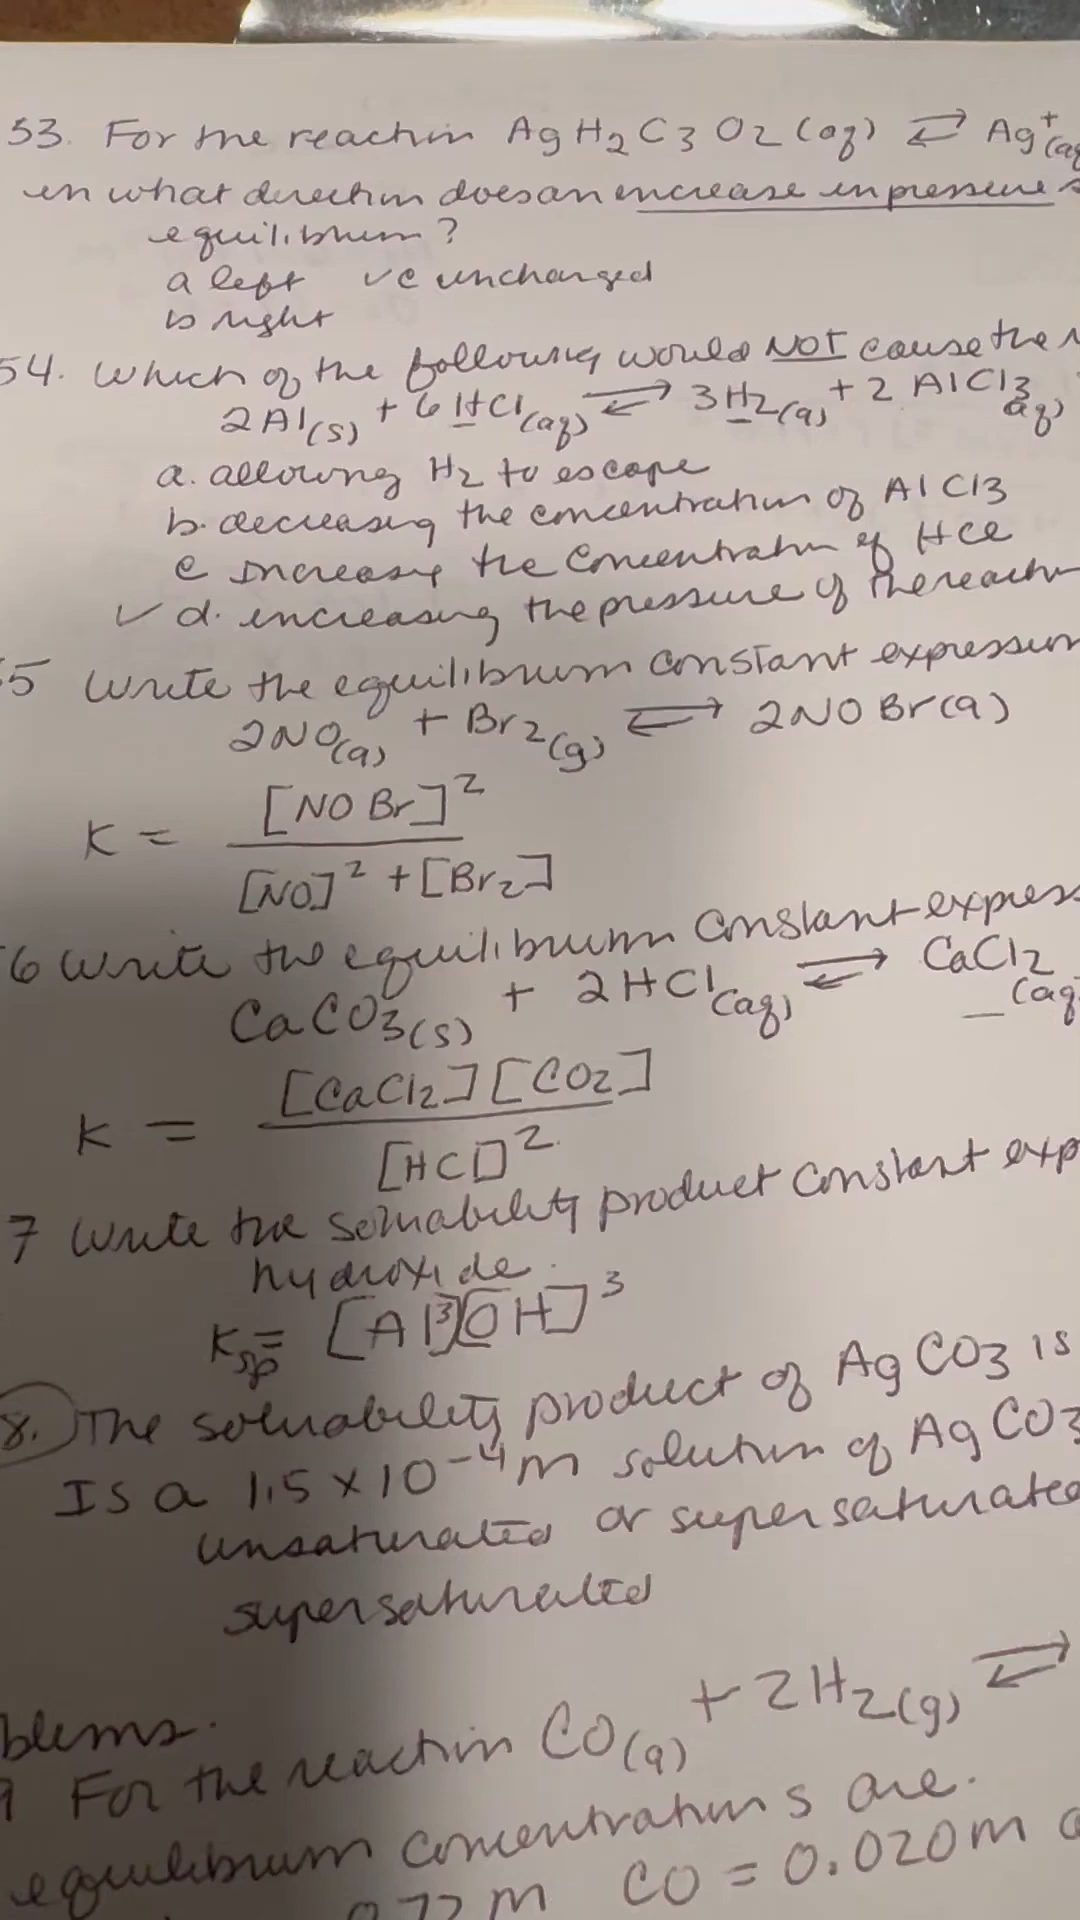 53. For the reaction AgH2C3O2(aq) ⇌ Ag+(aq
in what direction does an increase in pressure s
equilibrium?
a left ✓c unchanged
b right
54. Which of the following would NOT cause the r
2Al(s) + 6HCl(aq) ⇌ 3H2(g) + 2AlCl3 aq)
a. allowing H2 to escape
b. decreasing the concentration of AlCl3
c increasing the concentration of HCl
✓ d. increasing the pressure of the reaction
5 Write the equilibrium constant expression
2NO(g) + Br2(g) ⇌ 2NOBr(g)
K = [NOBr]²
[NO]² + [Br2]
6 Write the equilibrium constant express
CaCO3(s) + 2HCl(aq) ⇌ CaCl2 (aq
K = [CaCl2][CO2]
[HCl]²
7 Write the solubility product constant exp
hydroxide.
Ksp = [Al³][OH]³
8. The solubility product of AgCO3 is
Is a 1.5 x 10⁻⁴ m solution of AgCO3
unsaturated or supersaturated
supersaturated
blems.
9 For the reaction CO(g) + 2H2(g) ⇌
equilibrium concentrations are.
072 m CO = 0.020 m